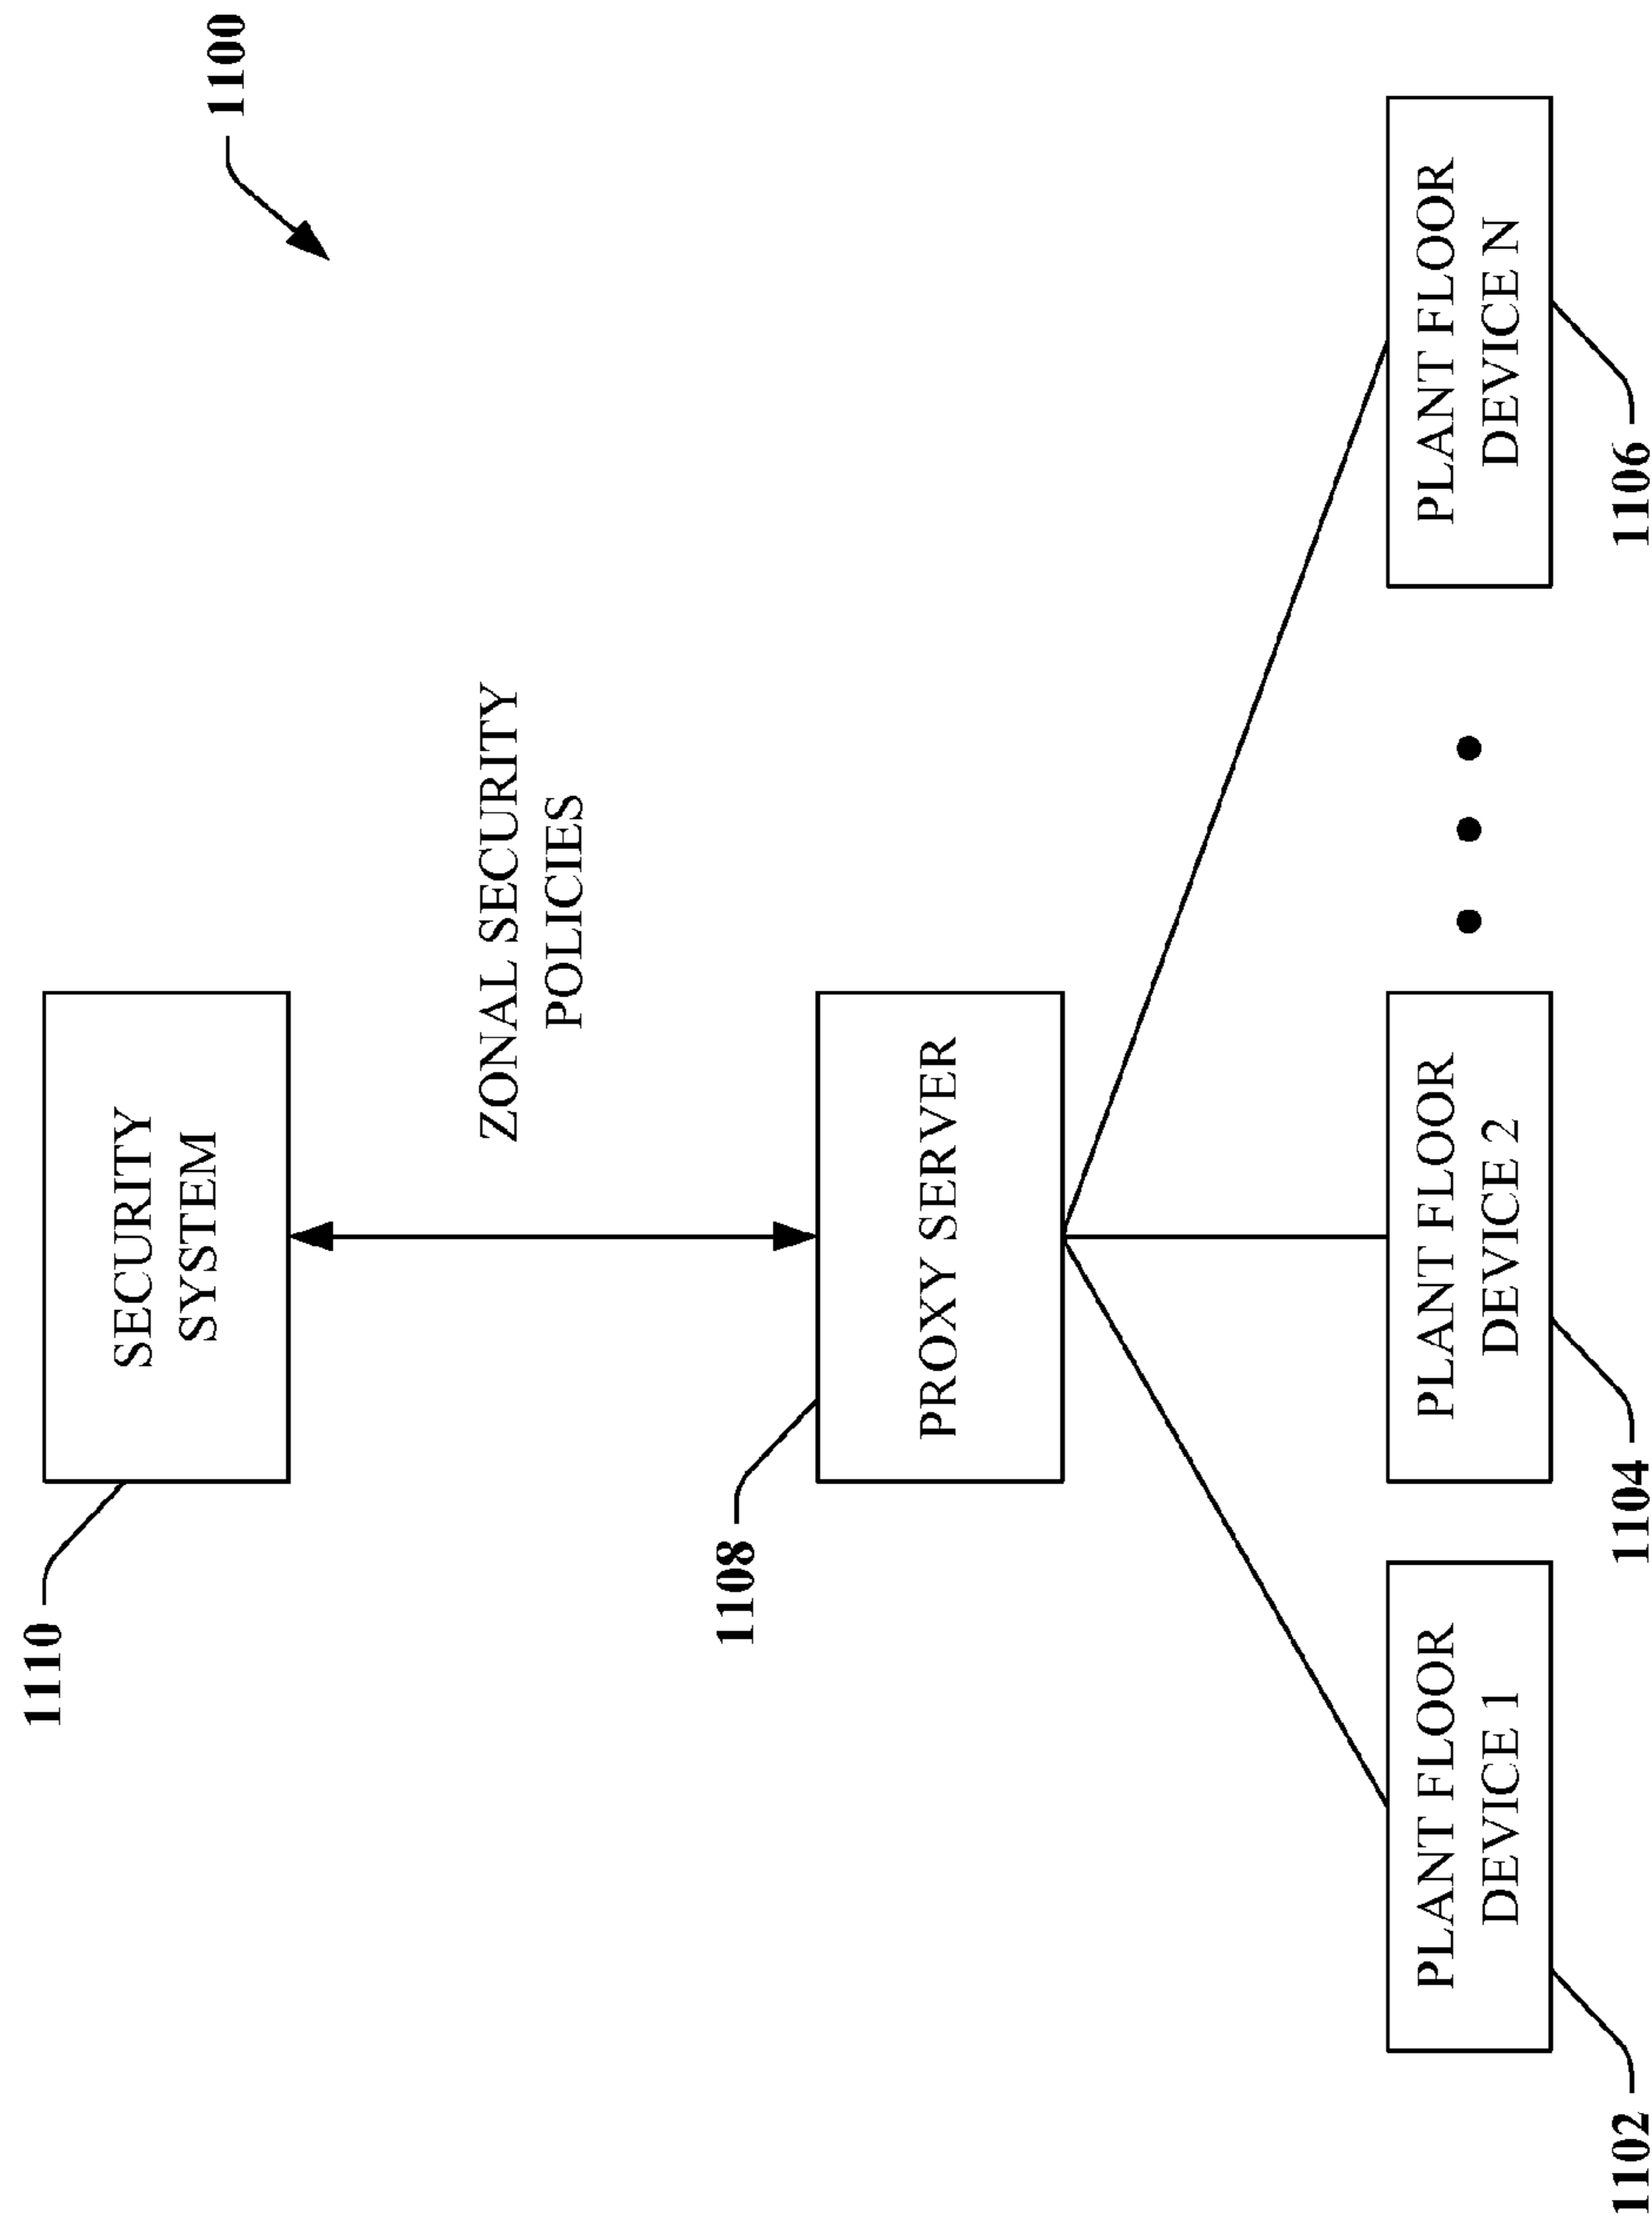 1100
1110
SECURITY
SYSTEM
ZONAL SECURITY
POLICIES
1108
PROXY SERVER
PLANT FLOOR
DEVICE 1
PLANT FLOOR
DEVICE 2
PLANT FLOOR
DEVICE N
1102
1104
1106